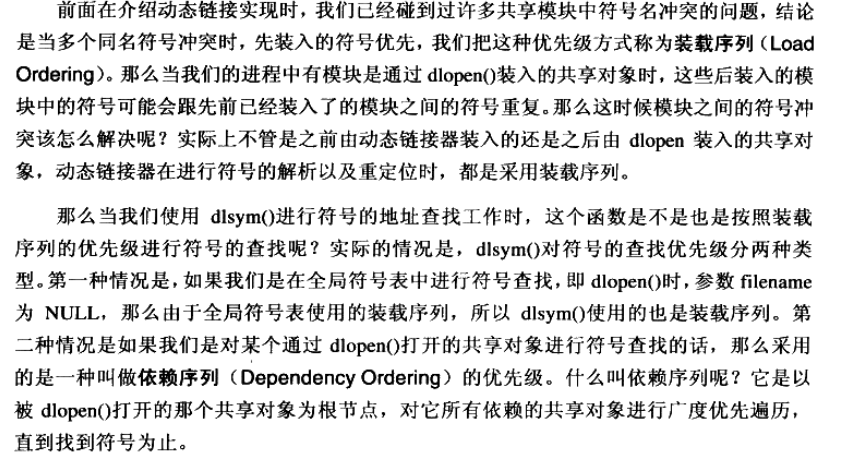 前面在介绍动态链接实现时，我们已经碰到过许多共享模块中符号名冲突的问题，结论
是当多个同名符号冲突时，先装入的符号优先，我们把这种优先级方式称为装载序列（Load
Ordering）。那么当我们的进程中有模块是通过 dlopen()装入的共享对象时，这些后装入的模
块中的符号可能会跟先前已经装入了的模块之间的符号重复。那么这时候模块之间的符号冲
突该怎么解决呢？实际上不管是之前由动态链接器装入的还是之后由 dlopen 装入的共享对
象，动态链接器在进行符号的解析以及重定位时，都是采用装载序列。
那么当我们使用 dlsym()进行符号的地址查找工作时，这个函数是不是也是按照装载
序列的优先级进行符号的查找呢？实际的情况是，dlsym()对符号的查找优先级分两种类
型。第一种情况是，如果我们是在全局符号表中进行符号查找，即 dlopen()时，参数 filename
为 NULL，那么由于全局符号表使用的装载序列，所以 dlsym()使用的也是装载序列。第
二种情况是如果我们是对某个通过 dlopen()打开的共享对象进行符号查找的话，那么采用
的是一种叫做依赖序列（Dependency Ordering）的优先级。什么叫依赖序列呢？它是以
被 dlopen()打开的那个共享对象为根节点，对它所有依赖的共享对象进行广度优先遍历，
直到找到符号为止。